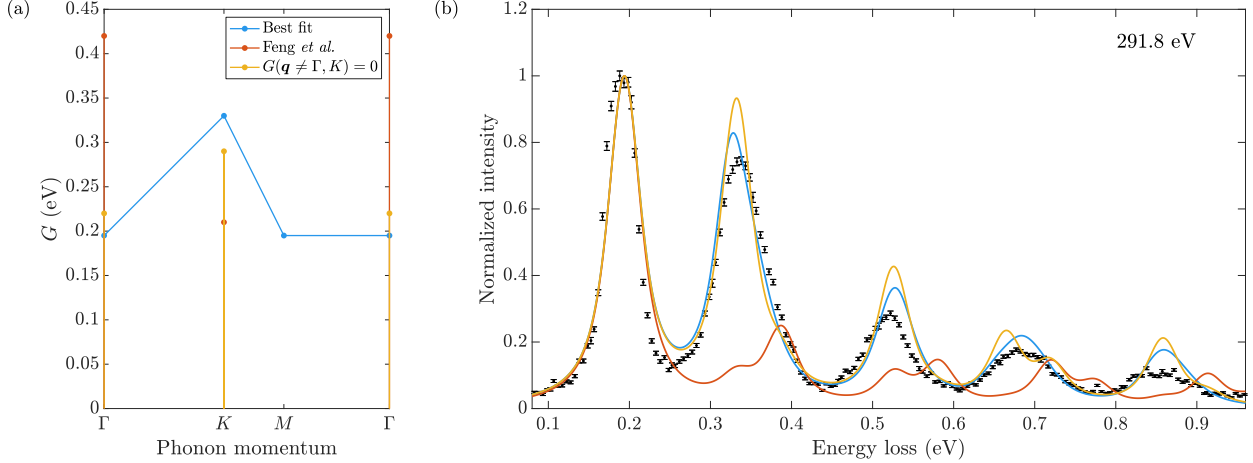 (a)
0.45
0.4
0.35
0.3
0.25
0.2
0.15
0.1
0.05
0
G (eV)
Best fit
Feng et al.
G(q ≠ Γ, K) = 0
Γ K M Γ
Phonon momentum
(b)
1.2
1
0.8
0.6
0.4
0.2
0
Normalized intensity
291.8 eV
0.1 0.2 0.3 0.4 0.5 0.6 0.7 0.8 0.9
Energy loss (eV)